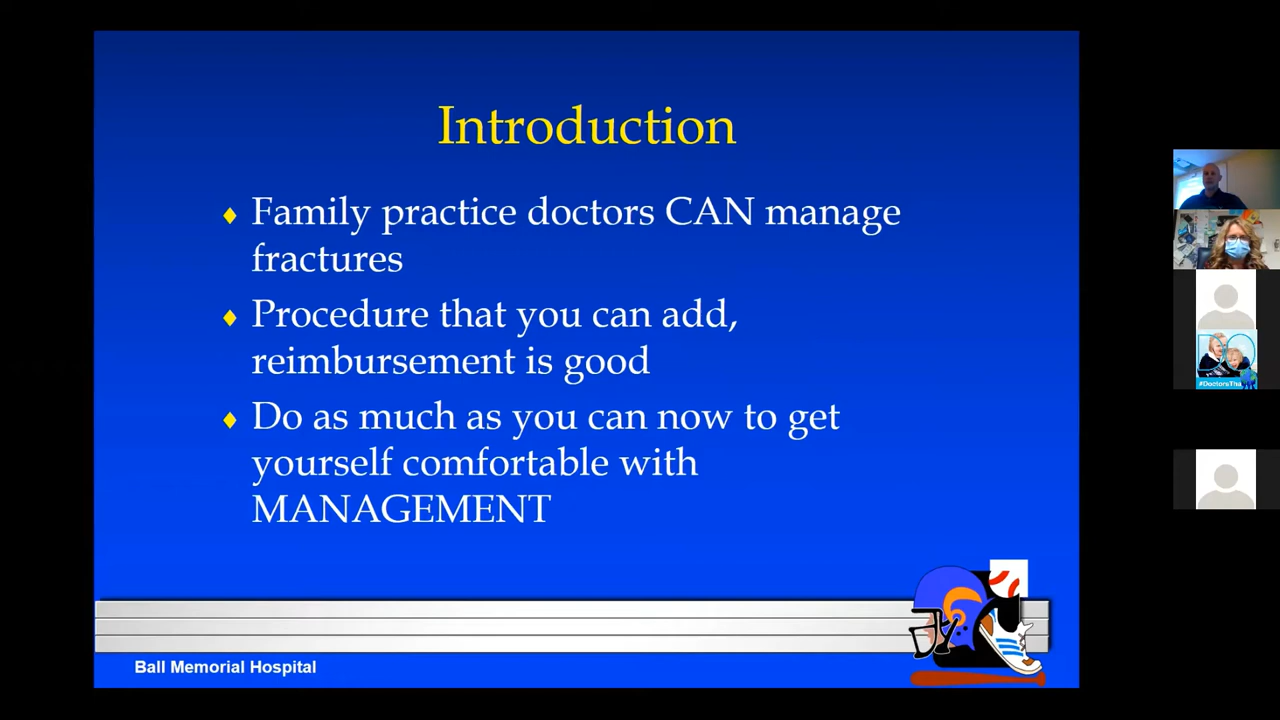 Introduction
Family practice doctors CAN manage
fractures
Procedure that you can add,
reimbursement is good
Do as much as you can now to get
yourself comfortable with
MANAGEMENT
Ball Memorial Hospital